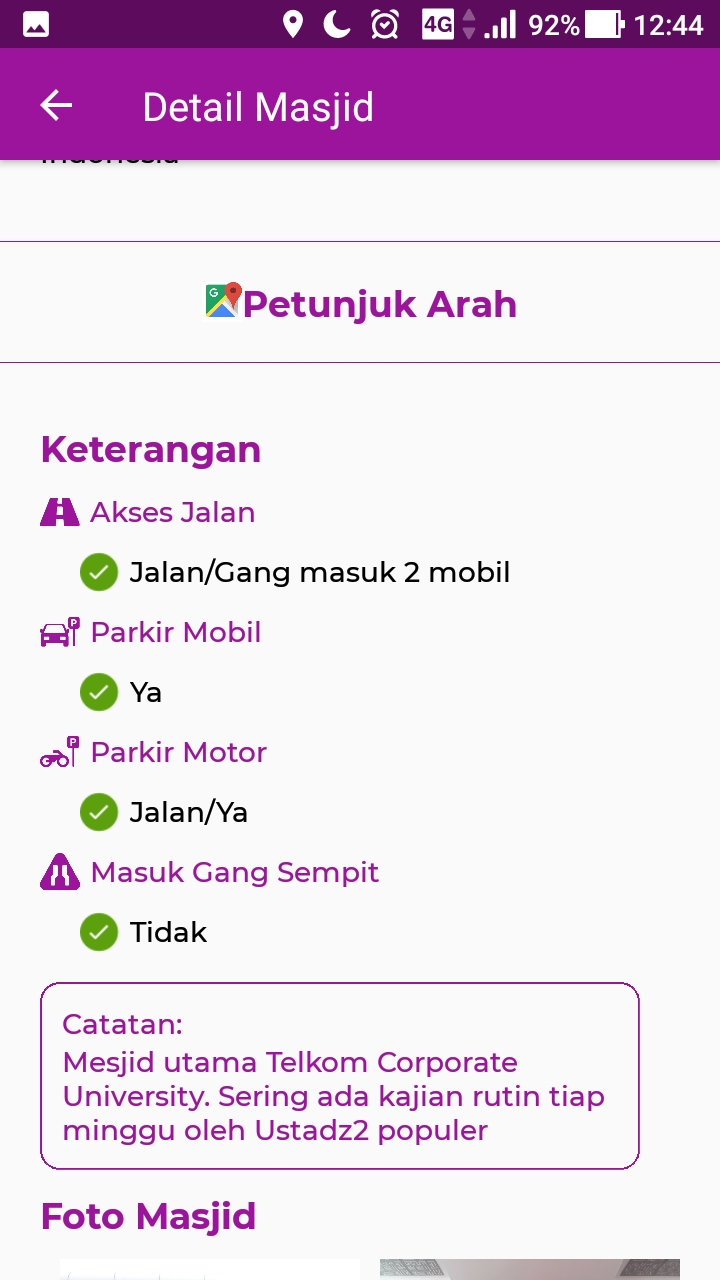 4G 92% 12:44
Detail Masjid
Petunjuk Arah
Keterangan
Akses Jalan
Jalan/Gang masuk 2 mobil
Parkir Mobil
Ya
Parkir Motor
Jalan/Ya
Masuk Gang Sempit
Tidak
Catatan:
Mesjid utama Telkom Corporate
University. Sering ada kajian rutin tiap
minggu oleh Ustadz2 populer
Foto Masjid